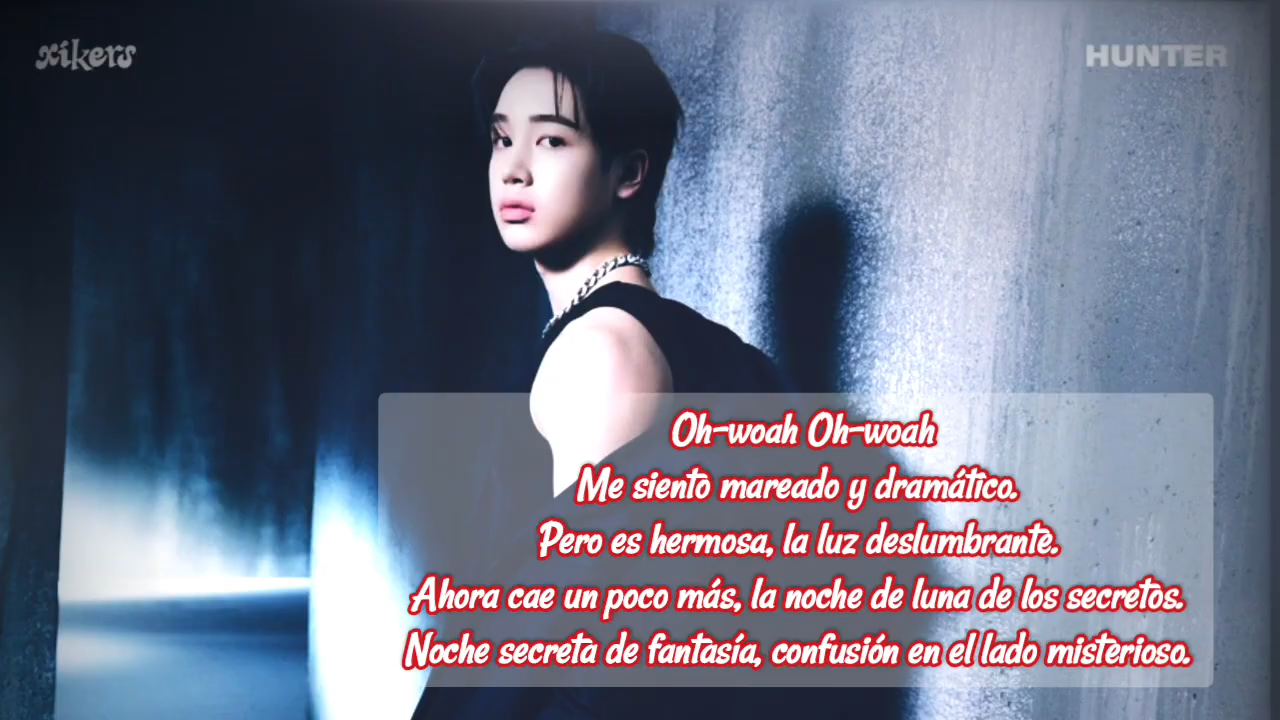 xikers
HUNTER
Oh-woah Oh-woah
Me siento mareado y dramático.
Pero es hermosa, la luz deslumbrante.
Ahora cae un poco más, la noche de luna de los secretos.
Noche secreta de fantasía, confusión en el lado misterioso.